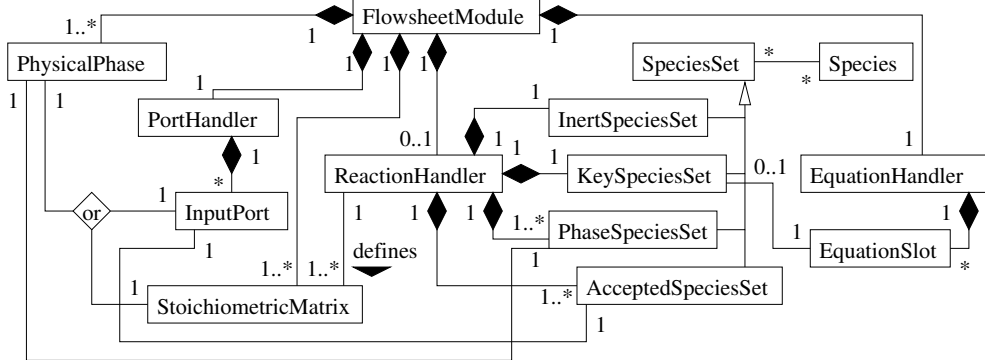 FlowsheetModule
1..* 1 1 1 1 1
PhysicalPhase SpeciesSet * * Species
1 1 1 1
PortHandler InertSpeciesSet
1 0..1 1 1 1
* ReactionHandler 1 KeySpeciesSet 0..1 EquationHandler
or 1 InputPort 1 1 1 1..* PhaseSpeciesSet 1 1
1 defines 1 EquationSlot
1..* 1..* *
1 StoichiometricMatrix 1..* AcceptedSpeciesSet
1